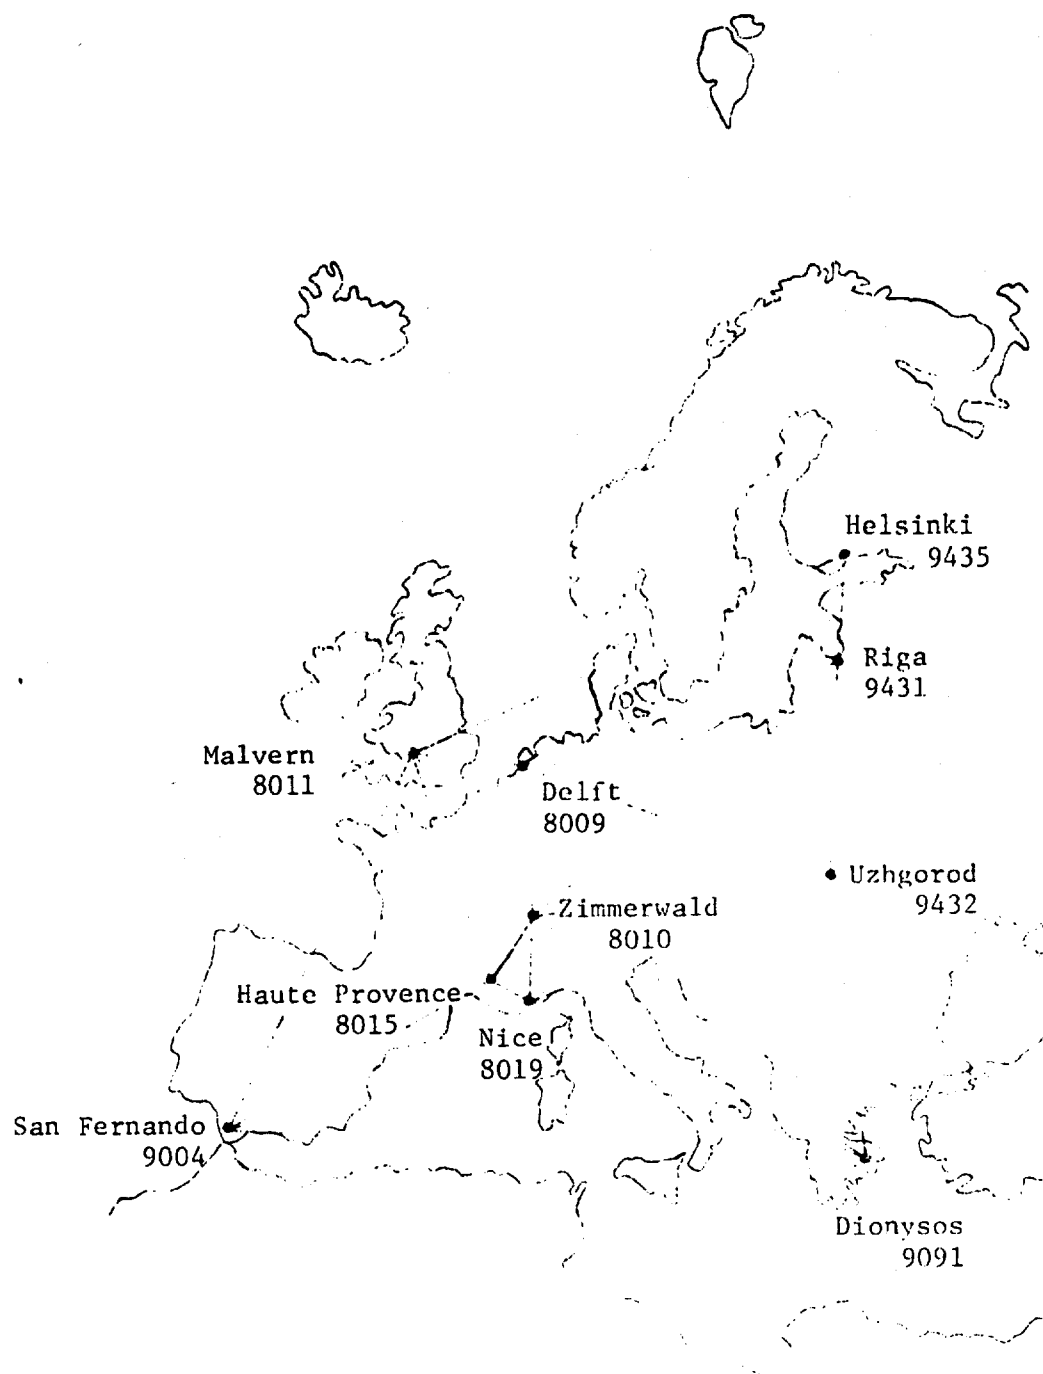 Helsinki
9435
Riga
9431
Malvern
8011
Delft
8009
Uzhgorod
9432
Zimmerwald
8010
Haute Provence
8015
Nice
8019
San Fernando
9004
Dionysos
9091